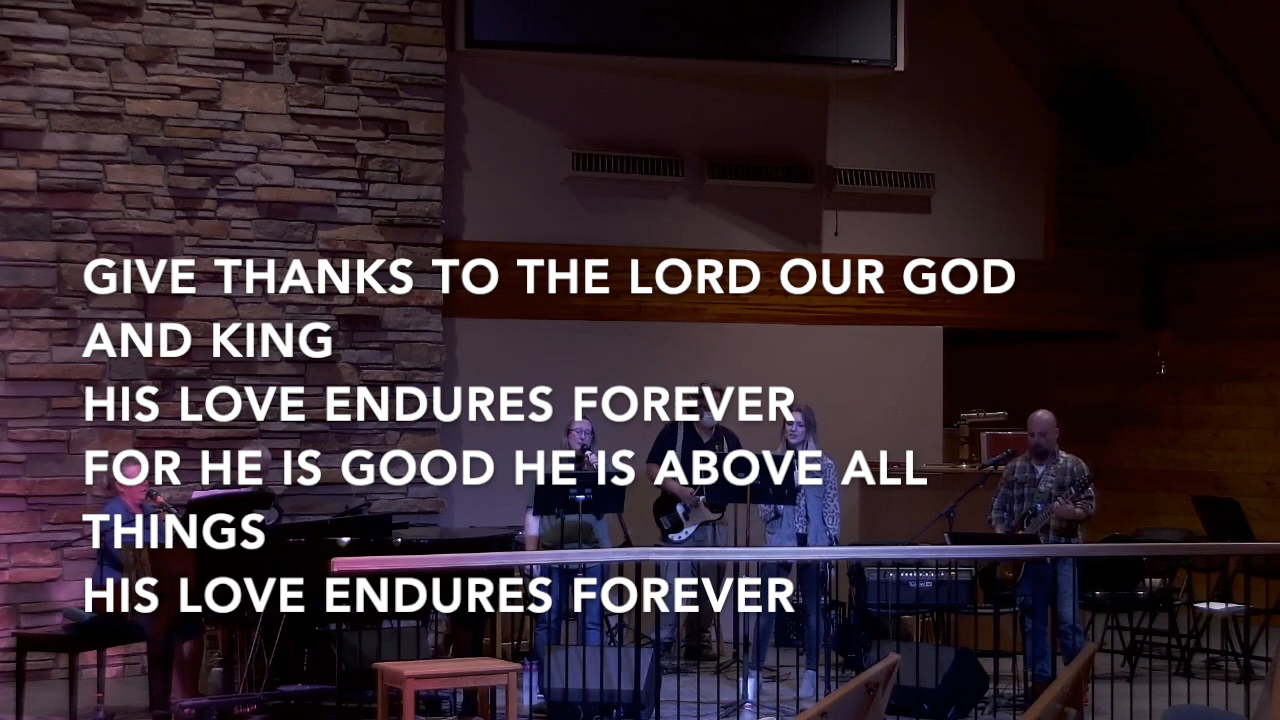 GIVE THANKS TO THE LORD OUR GOD
AND KING
HIS LOVE ENDURES FOREVER
FOR HE IS GOOD HE IS ABOVE ALL
THINGS
HIS LOVE ENDURES FOREVER